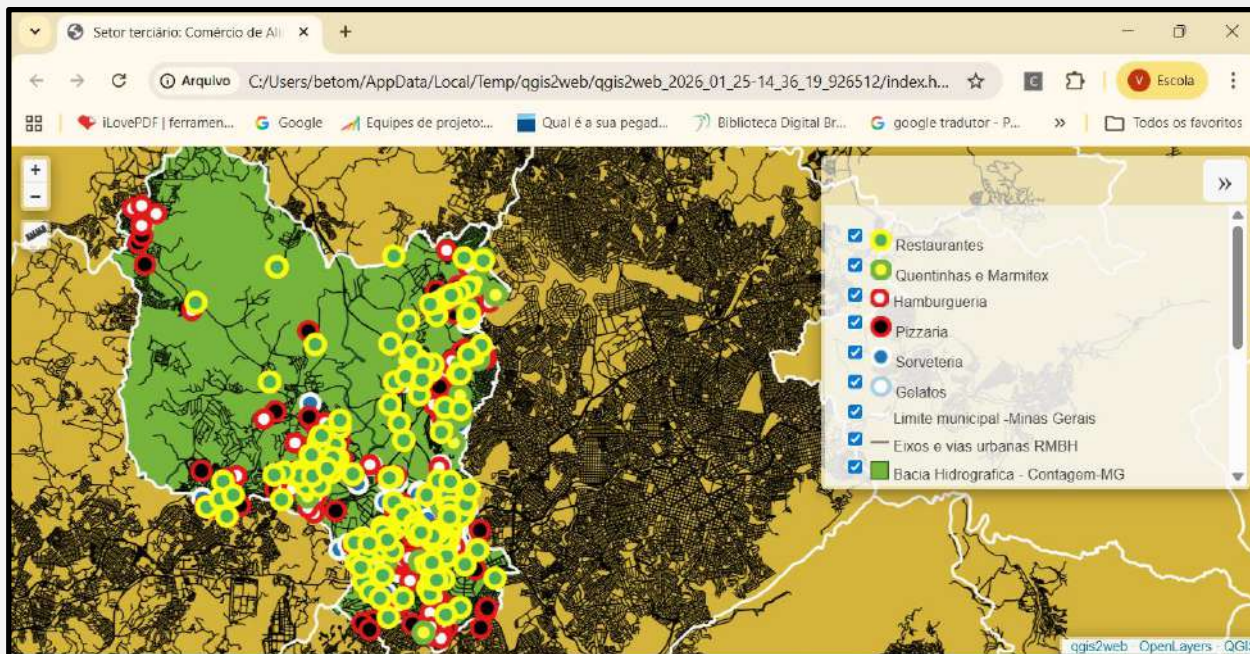 Setor terciário: Comércio de Ali
Arquivo C:/Users/betom/AppData/Local/Temp/qgis2web/qgis2web_2026_01_25-14_36_19_926512/index.h... Escola
iLovePDF | ferramen... Google Equipes de projeto:... Qual é a sua pegad... Biblioteca Digital Br... google tradutor - P... » Todos os favoritos
+
−
»
Restaurantes
Quentinhas e Marmitex
Hamburgueria
Pizzaria
Sorveteria
Gelatos
Limite municipal -Minas Gerais
Eixos e vias urbanas RMBH
Bacia Hidrografica - Contagem-MG
qgis2web · OpenLayers · QGIS